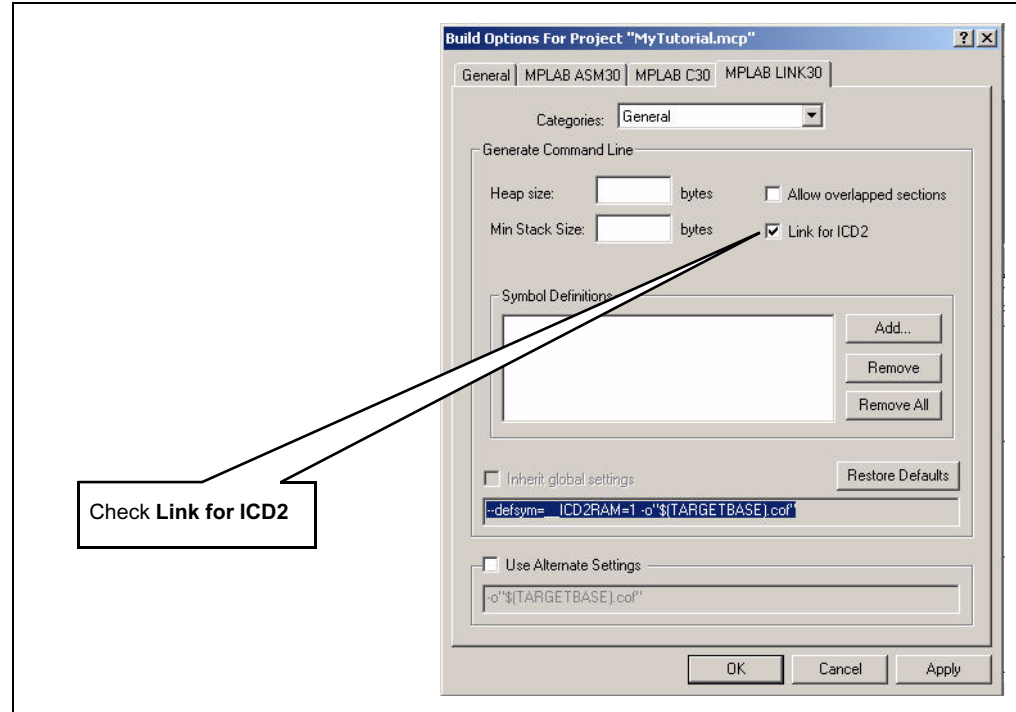 Build Options For Project "MyTutorial.mcp"
General MPLAB ASM30 MPLAB C30 MPLAB LINK30
Categories: General
Generate Command Line
Heap size: bytes Allow overlapped sections
Min Stack Size: bytes Link for ICD2
Symbol Definitions
Add...
Remove
Remove All
Inherit global settings Restore Defaults
--defsym=__ICD2RAM=1 -o"$(TARGETBASE).cof"
Use Alternate Settings
-o"$(TARGETBASE).cof"
OK Cancel Apply
Check Link for ICD2